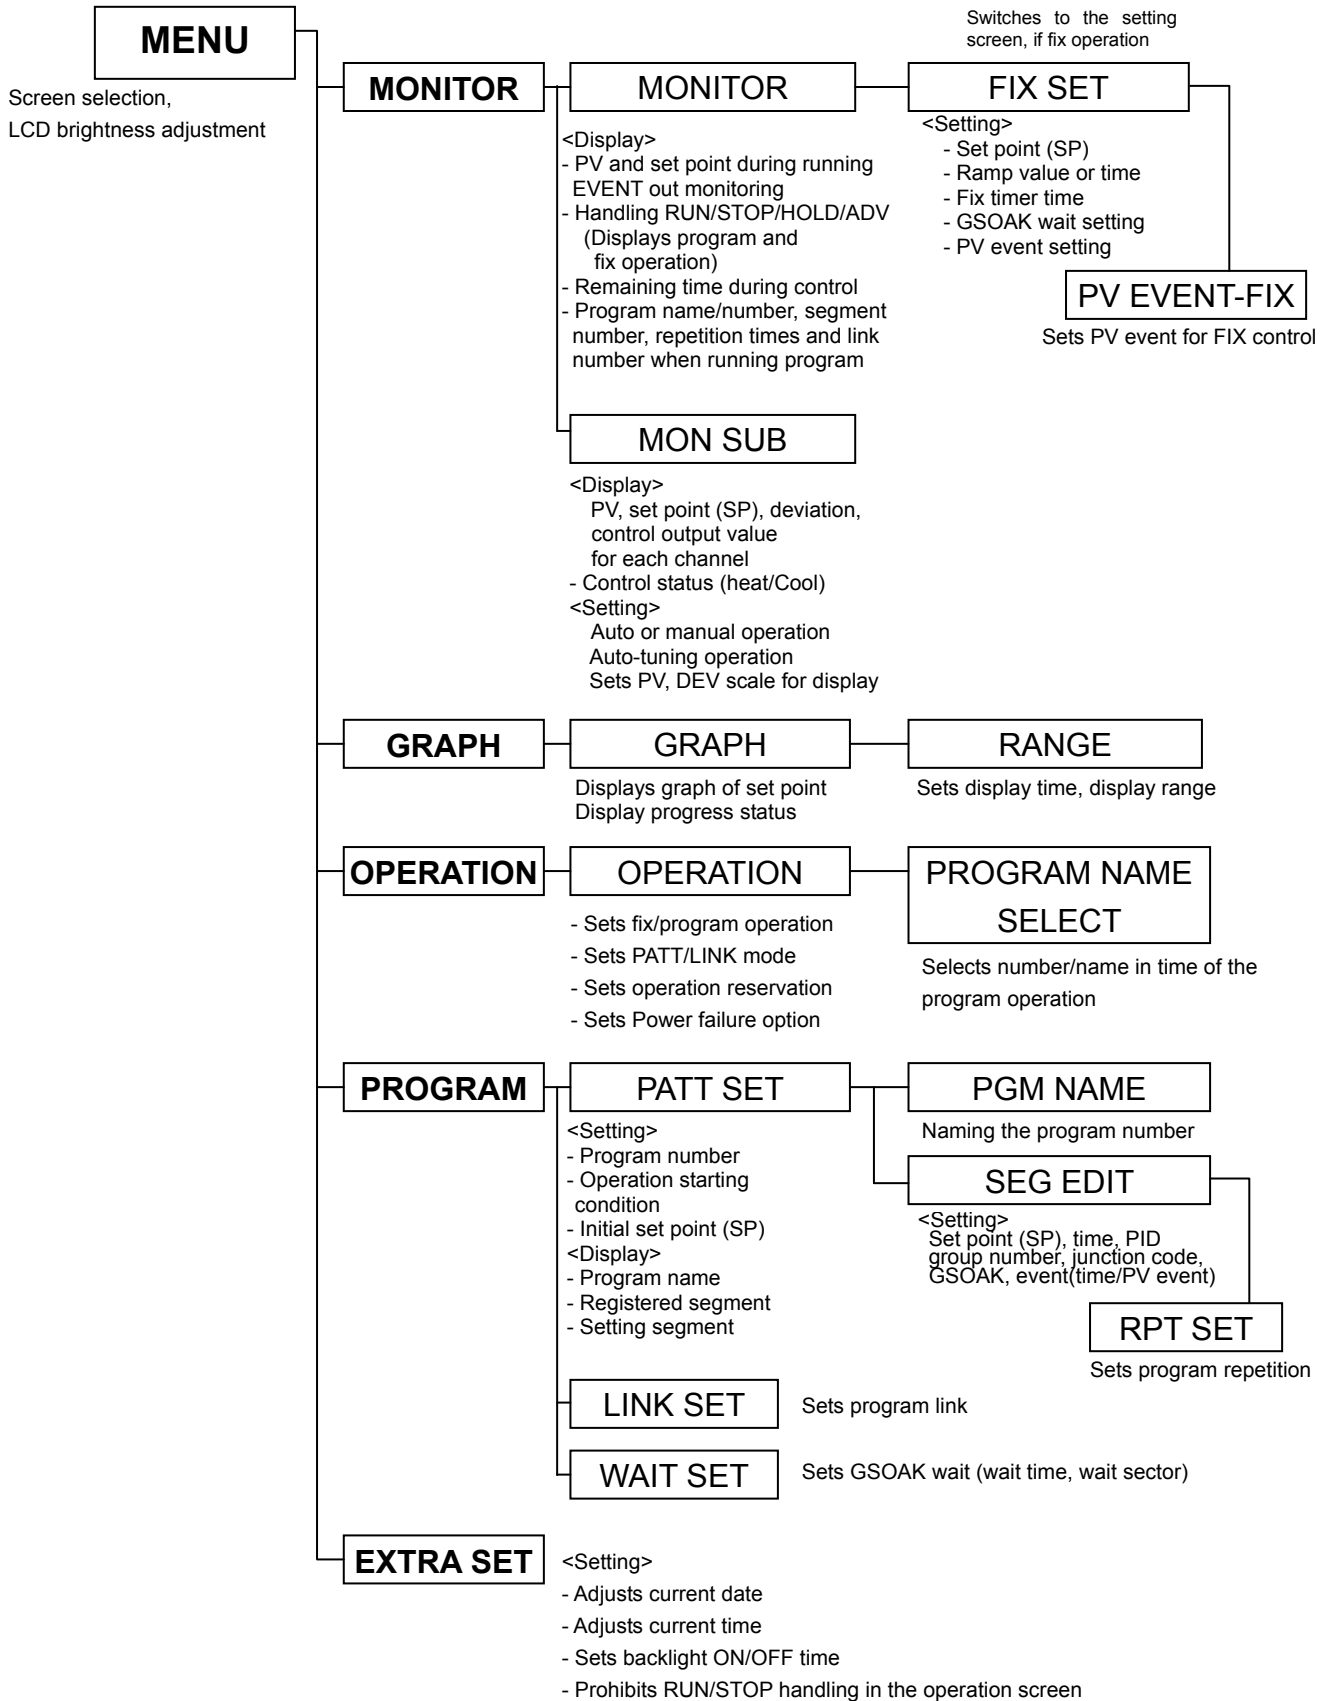 MENU
Screen selection,
LCD brightness adjustment
Switches to the setting
screen, if fix operation
MONITOR
MONITOR
<Display>
- PV and set point during running
EVENT out monitoring
- Handling RUN/STOP/HOLD/ADV
(Displays program and
fix operation)
- Remaining time during control
- Program name/number, segment
number, repetition times and link
number when running program
FIX SET
<Setting>
- Set point (SP)
- Ramp value or time
- Fix timer time
- GSOAK wait setting
- PV event setting
PV EVENT-FIX
Sets PV event for FIX control
MON SUB
<Display>
PV, set point (SP), deviation,
control output value
for each channel
- Control status (heat/Cool)
<Setting>
Auto or manual operation
Auto-tuning operation
Sets PV, DEV scale for display
GRAPH
GRAPH
Displays graph of set point
Display progress status
RANGE
Sets display time, display range
OPERATION
OPERATION
- Sets fix/program operation
- Sets PATT/LINK mode
- Sets operation reservation
- Sets Power failure option
PROGRAM NAME
SELECT
Selects number/name in time of the
program operation
PROGRAM
PATT SET
<Setting>
- Program number
- Operation starting
condition
- Initial set point (SP)
<Display>
- Program name
- Registered segment
- Setting segment
PGM NAME
Naming the program number
SEG EDIT
<Setting>
Set point (SP), time, PID
group number, junction code,
GSOAK, event(time/PV event)
RPT SET
Sets program repetition
LINK SET
Sets program link
WAIT SET
Sets GSOAK wait (wait time, wait sector)
EXTRA SET
<Setting>
- Adjusts current date
- Adjusts current time
- Sets backlight ON/OFF time
- Prohibits RUN/STOP handling in the operation screen